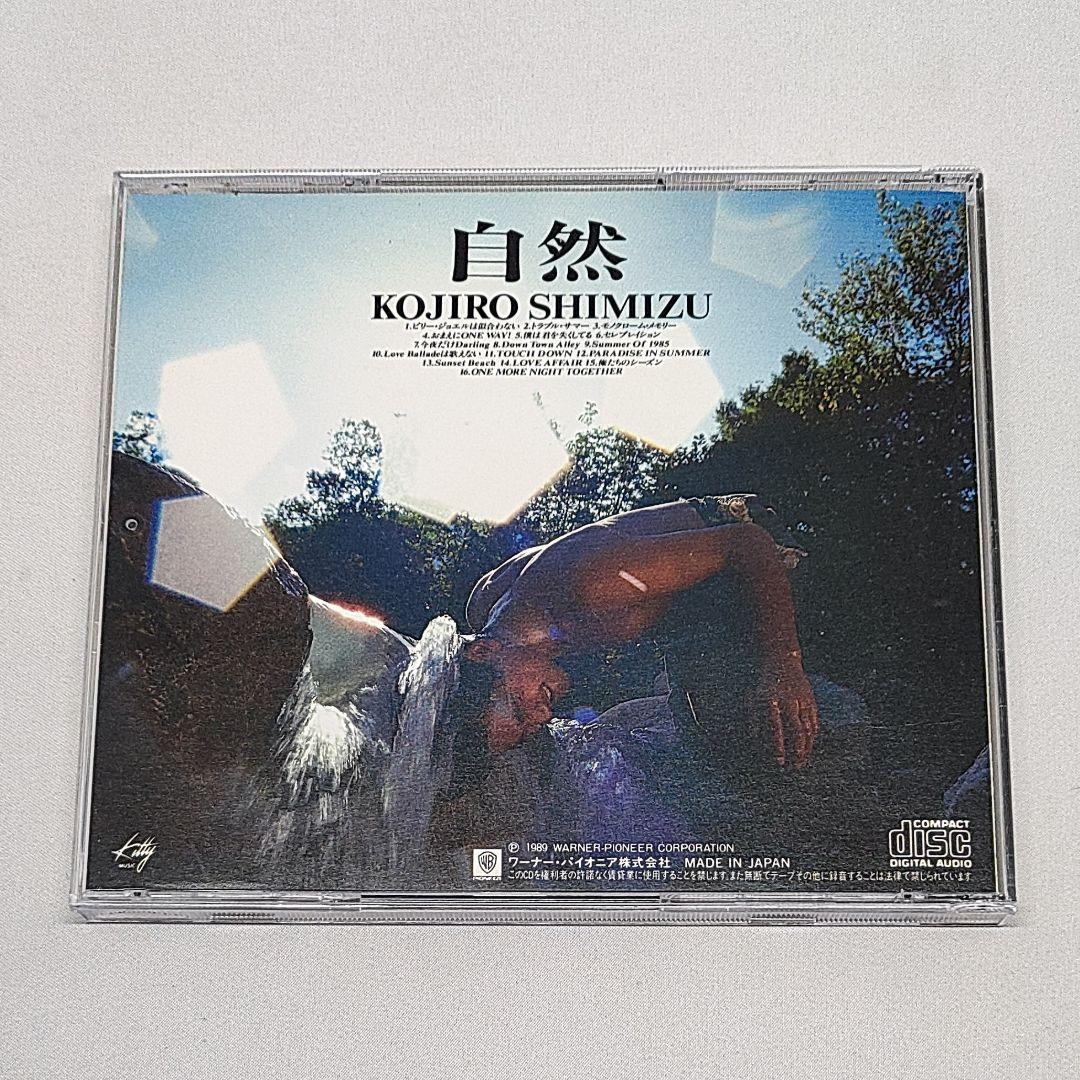 自然
KOJIRO SHIMIZU
1.ビリー・ジョエルは似合わない 2.トラブル・サマー 3.モノクローム・メモリー
4.おまえにONE WAY! 5.僕は君を失くしてる 6.セレブレイション
7.今夜だけDarling 8.Down Town Alley 9.Summer Of 1985
10.Love Balladeは歌えない 11.TOUCH DOWN 12.PARADISE IN SUMMER
13.Sunset Beach 14.LOVE AFFAIR 15.俺たちのシーズン
16.ONE MORE NIGHT TOGETHER
Kitty
MUSIC
WB
PIONEER
Ⓟ 1989 WARNER-PIONEER CORPORATION
ワーナー・パイオニア株式会社 MADE IN JAPAN
このCDを権利者の許諾なく賃貸業に使用することを禁じます。また無断でテープその他に録音することは法律で禁じられています。
COMPACT
disc
DIGITAL AUDIO